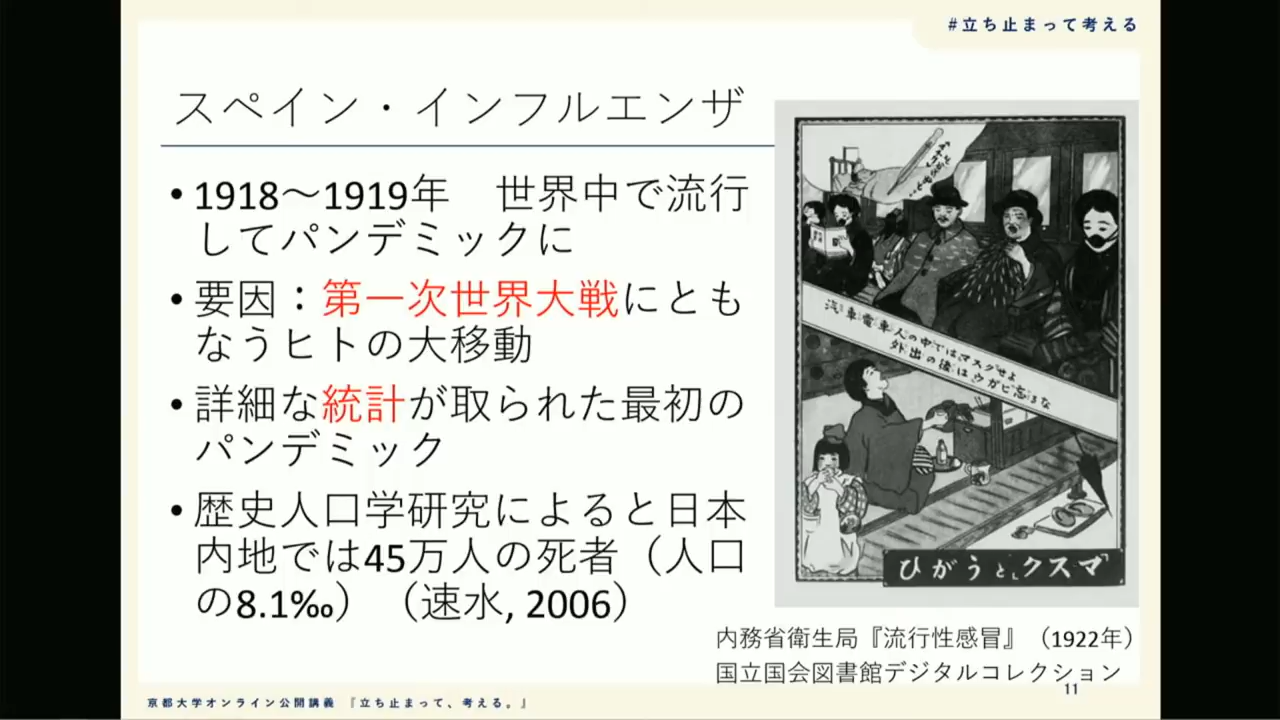 #立ち止まって考える
スペイン・インフルエンザ
• 1918～1919年　世界中で流行
してパンデミックに
• 要因：第一次世界大戦にとも
なうヒトの大移動
• 詳細な統計が取られた最初の
パンデミック
• 歴史人口学研究によると日本
内地では45万人の死者（人口
の8.1‰）（速水, 2006）
汽車電車人の中ではマスクせよ
外出の後はウガヒ忘るな
ひがうと「クスマ」
内務省衛生局『流行性感冒』（1922年）
国立国会図書館デジタルコレクション
11
京都大学オンライン公開講義 『立ち止まって、考える。』